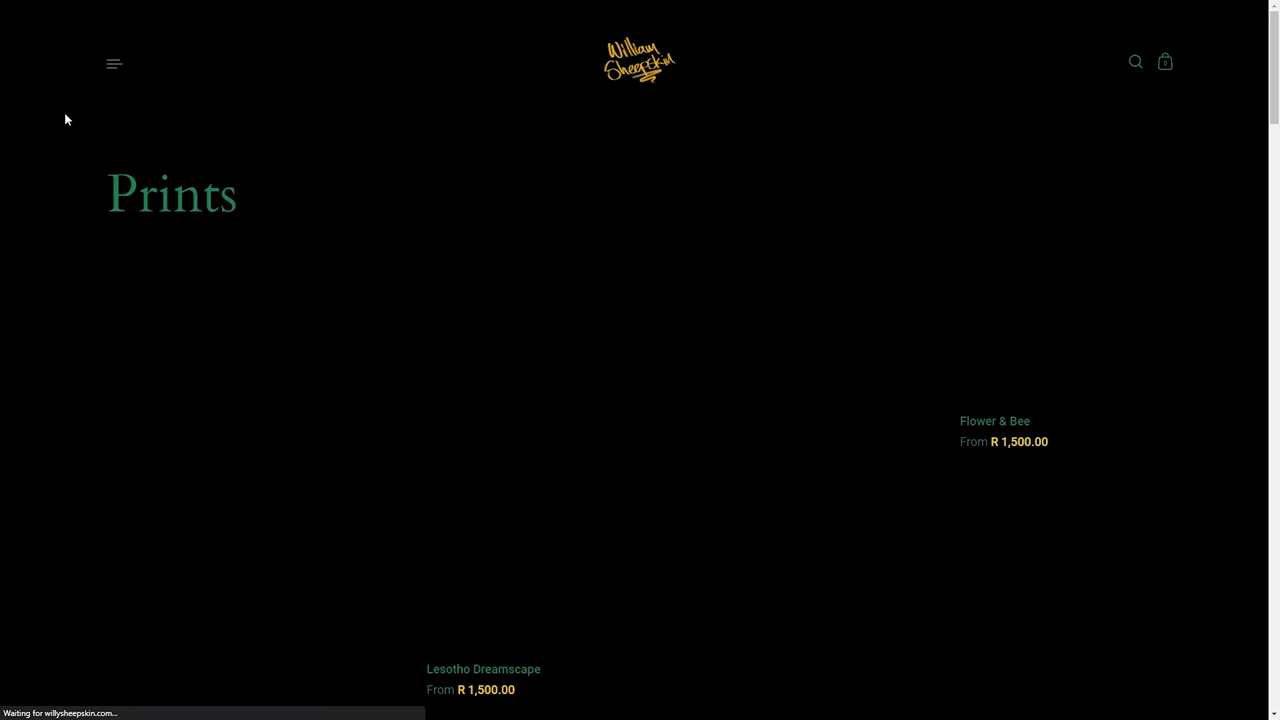 William
Sheepskin
0
Prints
Flower & Bee
From R 1,500.00
Lesotho Dreamscape
From R 1,500.00
Waiting for willysheepskin.com...